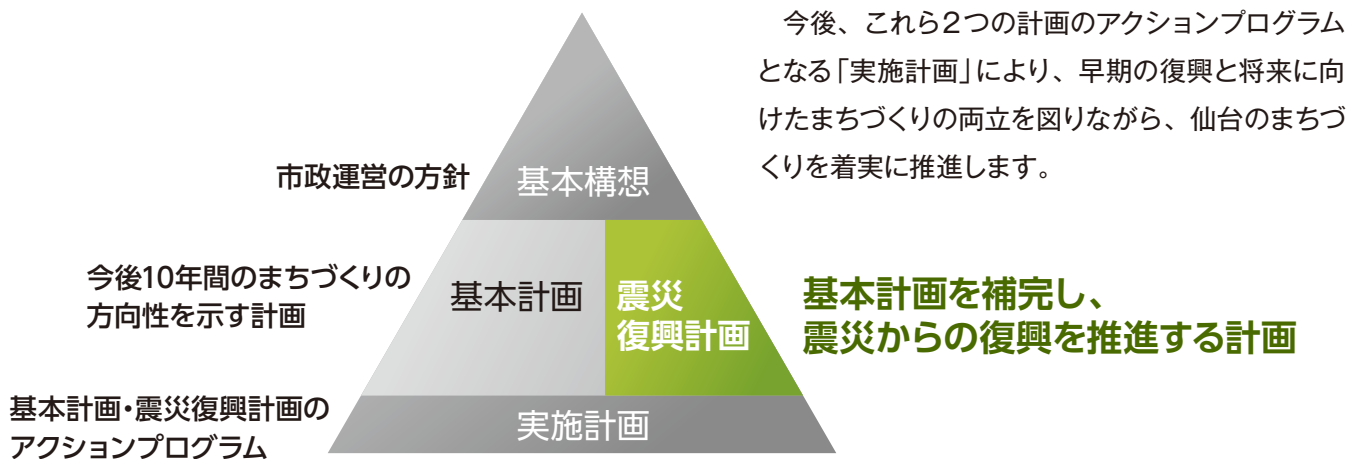 今後、これら2つの計画のアクションプログラム
となる「実施計画」により、早期の復興と将来に向
けたまちづくりの両立を図りながら、仙台のまちづ
くりを着実に推進します。
市政運営の方針
基本構想
今後10年間のまちづくりの
方向性を示す計画
基本計画
震災
復興計画
基本計画を補完し、
震災からの復興を推進する計画
基本計画・震災復興計画の
アクションプログラム
実施計画